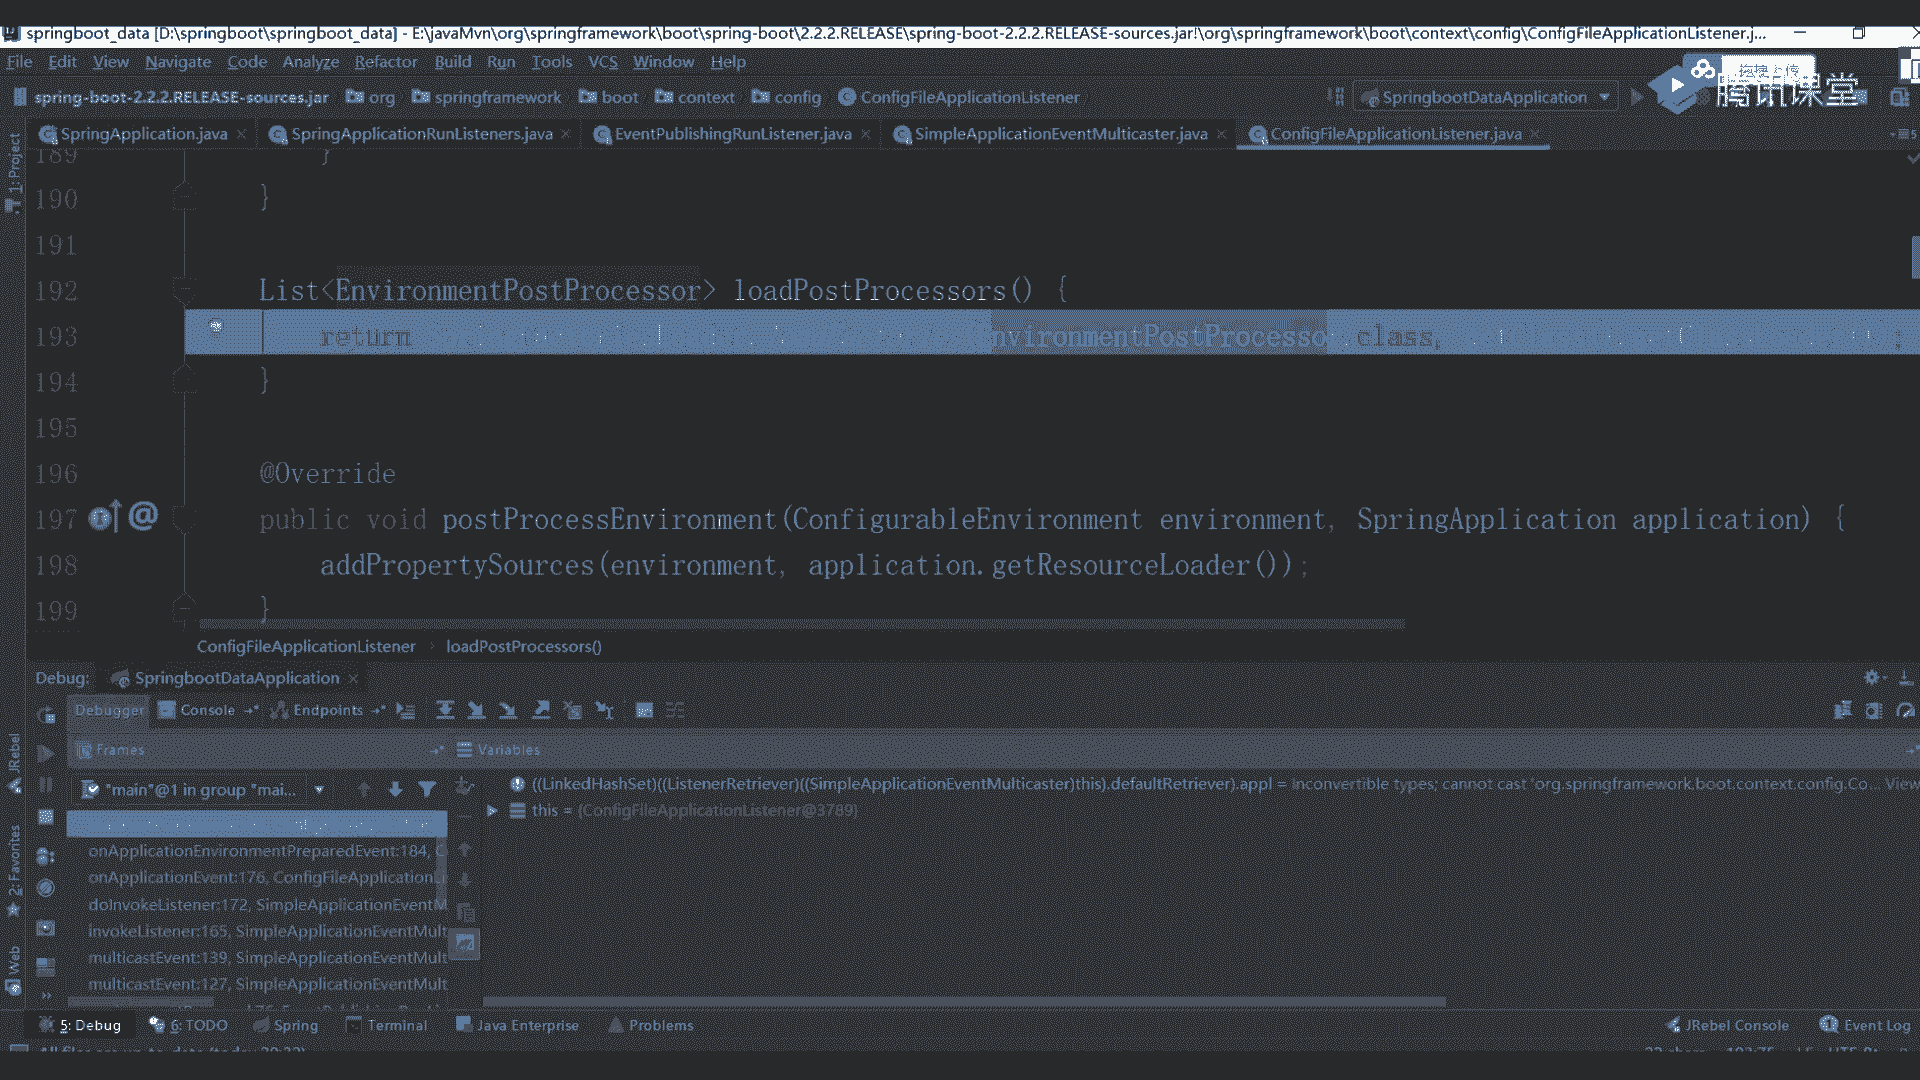 springboot_data [D:\springboot\springboot_data] - E:\javaMvn\org\springframework\boot\spring-boot\2.2.2.RELEASE\spring-boot-2.2.2.RELEASE-sources.jar!\org\springframework\boot\context\config\ConfigFileApplicationListener.j...
File Edit View Navigate Code Analyze Refactor Build Run Tools VCS Window Help
腾讯课堂
spring-boot-2.2.2.RELEASE-sources.jar org springframework boot context config ConfigFileApplicationListener SpringbootDataApplication
SpringApplication.java SpringApplicationRunListeners.java EventPublishingRunListener.java SimpleApplicationEventMulticaster.java ConfigFileApplicationListener.java
1: Project
189 }
190 }
191
192 List<EnvironmentPostProcessor> loadPostProcessors() {
193 return nvironmentPostProcesso class,
194 }
195
196 @Override
197 public void postProcessEnvironment(ConfigurableEnvironment environment, SpringApplication application) {
198 addPropertySources(environment, application.getResourceLoader());
199 }
ConfigFileApplicationListener loadPostProcessors()
Debug: SpringbootDataApplication
Debugger Console Endpoints
Frames Variables
"main"@1 in group "mai...
((LinkedHashSet)((ListenerRetriever)((SimpleApplicationEventMulticaster)this).defaultRetriever).appl = Inconvertible types; cannot cast 'org.springframework.boot.context.config.Co... View
this = {ConfigFileApplicationListener@3789}
onApplicationEnvironmentPreparedEvent:184, C
onApplicationEvent:176, ConfigFileApplicationLi
doInvokeListener:172, SimpleApplicationEventM
invokeListener:165, SimpleApplicationEventMult
multicastEvent:139, SimpleApplicationEventMult
multicastEvent:127, SimpleApplicationEventMult
JRebel
2: Favorites
Web
5: Debug 6: TODO Spring Terminal Java Enterprise Problems JRebel Console Event Log